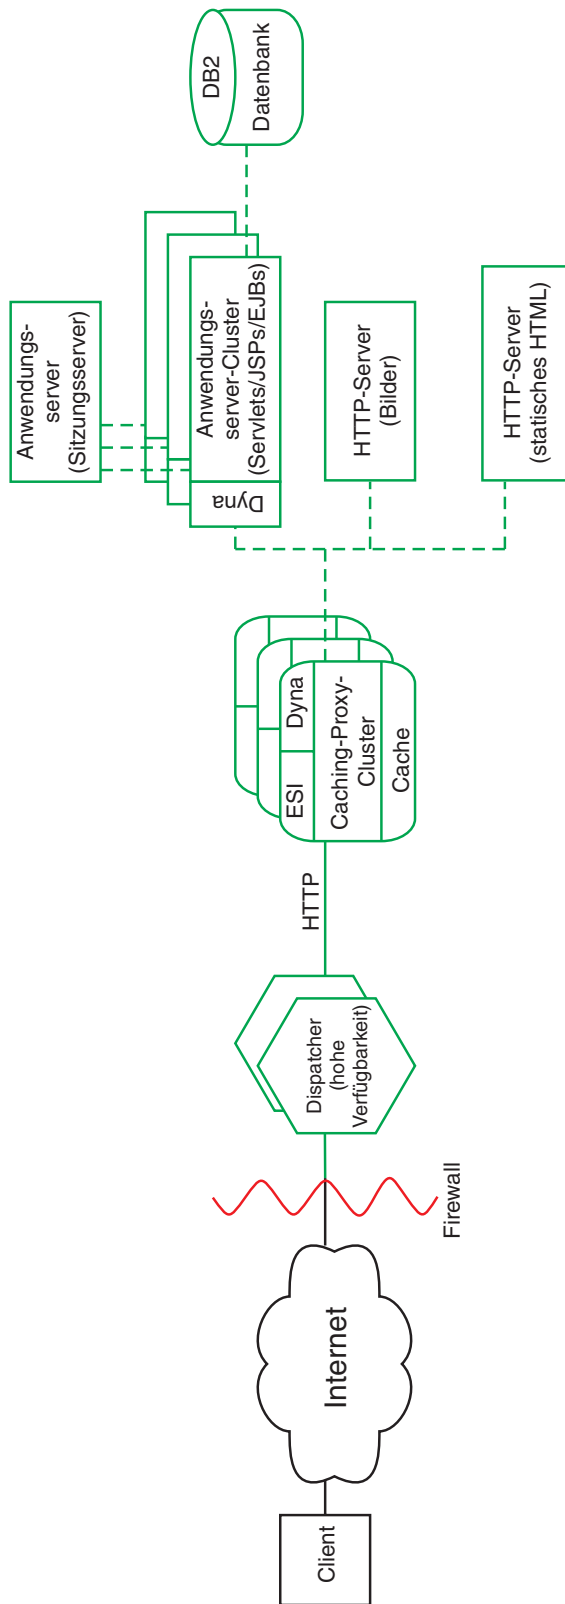 Client
Internet
Firewall
Dispatcher
(hohe
Verfügbarkeit)
HTTP
ESI
Dyna
Caching-Proxy-
Cluster
Cache
Anwendungs-
server
(Sitzungsserver)
Dyna
Anwendungs-
server-Cluster
(Servlets/JSPs/EJBs)
HTTP-Server
(Bilder)
HTTP-Server
(statisches HTML)
DB2
Datenbank